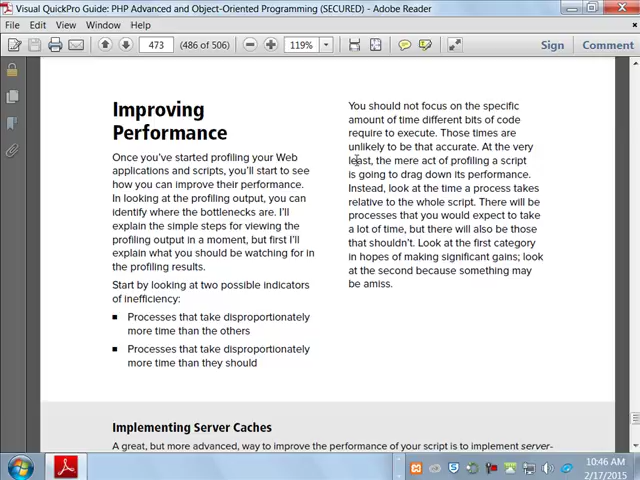 Visual QuickPro Guide: PHP Advanced and Object-Oriented Programming (SECURED) - Adobe Reader
File Edit View Window Help
473 (486 of 506) 119% Sign Comment
Improving
Performance
Once you've started profiling your Web
applications and scripts, you'll start to see
how you can improve their performance.
In looking at the profiling output, you can
identify where the bottlenecks are. I'll
explain the simple steps for viewing the
profiling output in a moment, but first I'll
explain what you should be watching for in
the profiling results.
Start by looking at two possible indicators
of inefficiency:
■ Processes that take disproportionately
more time than the others
■ Processes that take disproportionately
more time than they should
You should not focus on the specific
amount of time different bits of code
require to execute. Those times are
unlikely to be that accurate. At the very
least, the mere act of profiling a script
is going to drag down its performance.
Instead, look at the time a process takes
relative to the whole script. There will be
processes that you would expect to take
a lot of time, but there will also be those
that shouldn't. Look at the first category
in hopes of making significant gains; look
at the second because something may
be amiss.
Implementing Server Caches
A great, but more advanced, way to improve the performance of your script is to implement server-
10:46 AM
2/17/2015